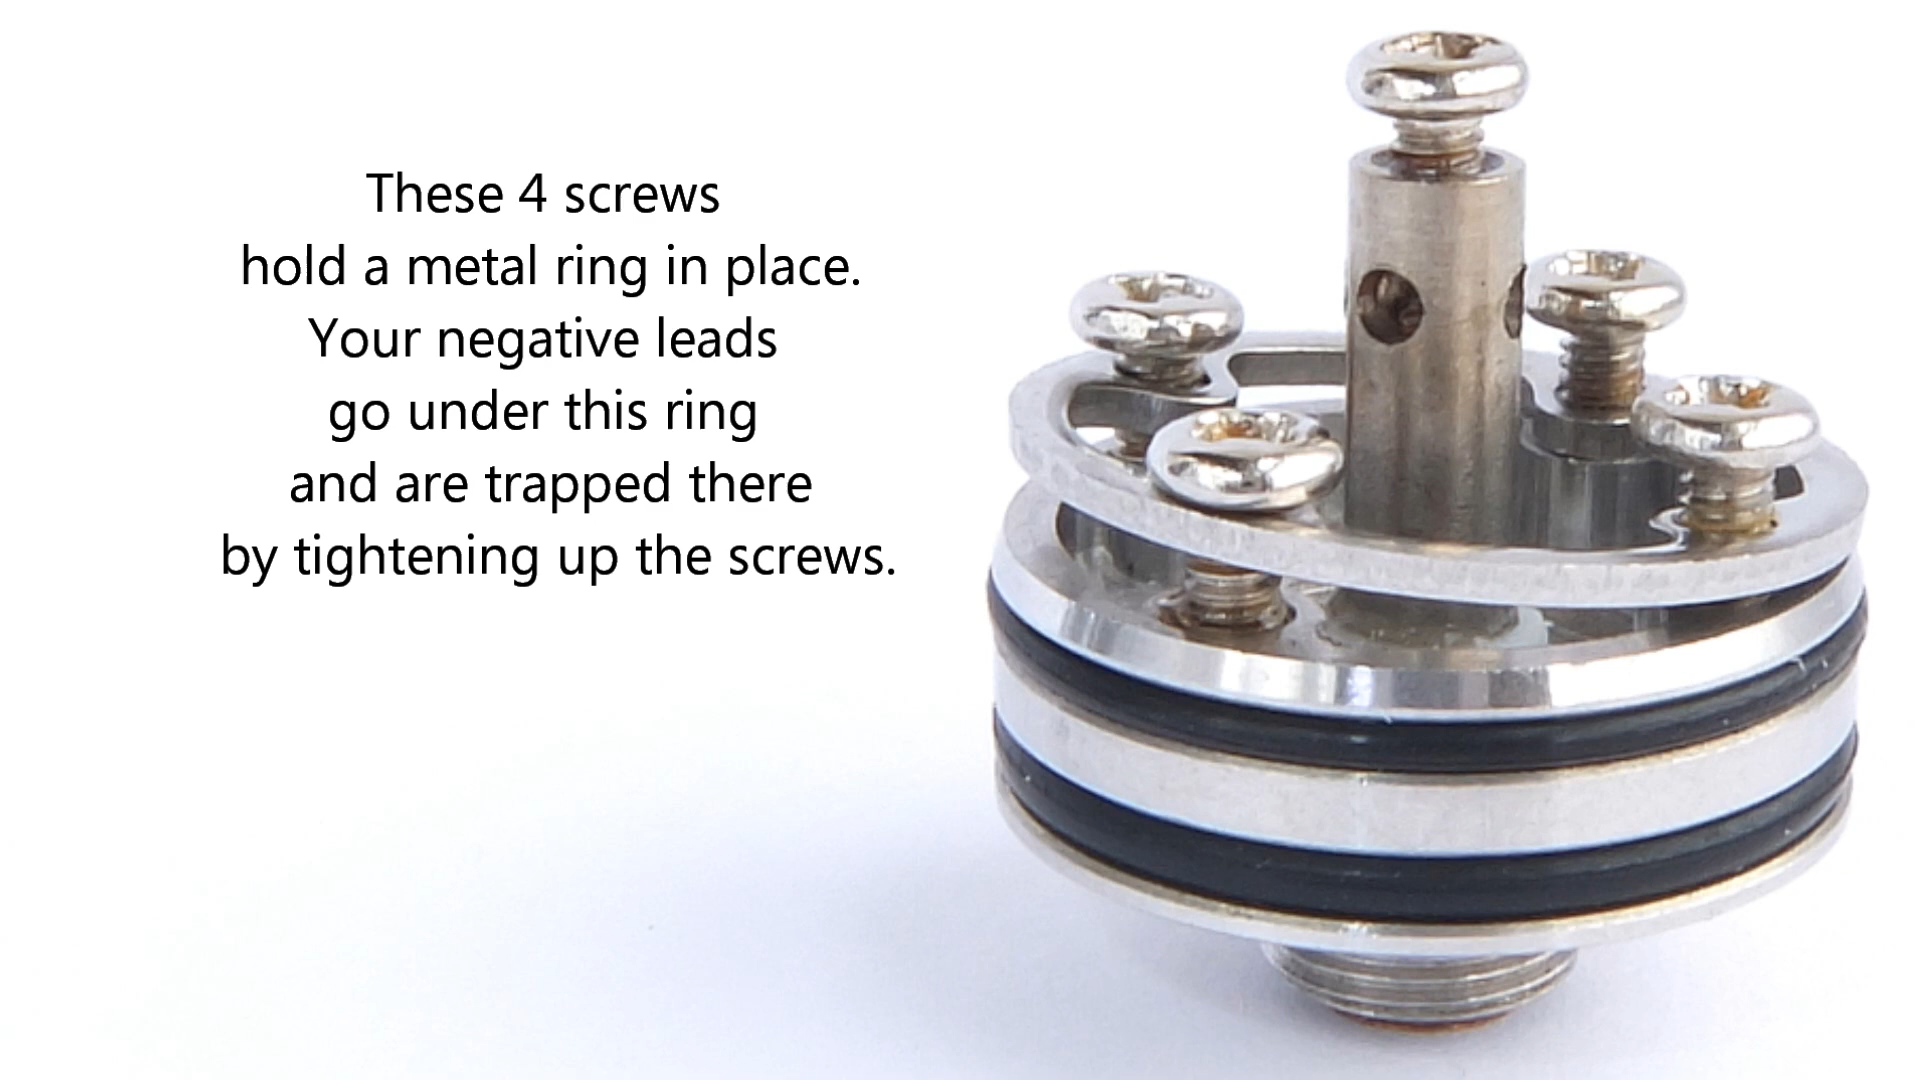 These 4 screws
hold a metal ring in place.
Your negative leads
go under this ring
and are trapped there
by tightening up the screws.